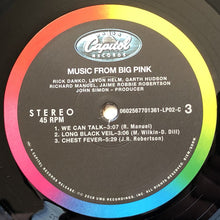 Capitol
RECORDS
MUSIC FROM BIG PINK
RICK DANKO, LEVON HELM, GARTH HUDSON
RICHARD MANUEL, JAIME ROBBIE ROBERTSON
JOHN SIMON – PRODUCER
STEREO
45 RPM
0602567701361-LP02-C
3
1. WE CAN TALK–3:07 (R. Manuel)
2. LONG BLACK VEIL–3:06 (M. Wilkin-D. Dill)
3. CHEST FEVER–5:29 (J.R. Robertson)